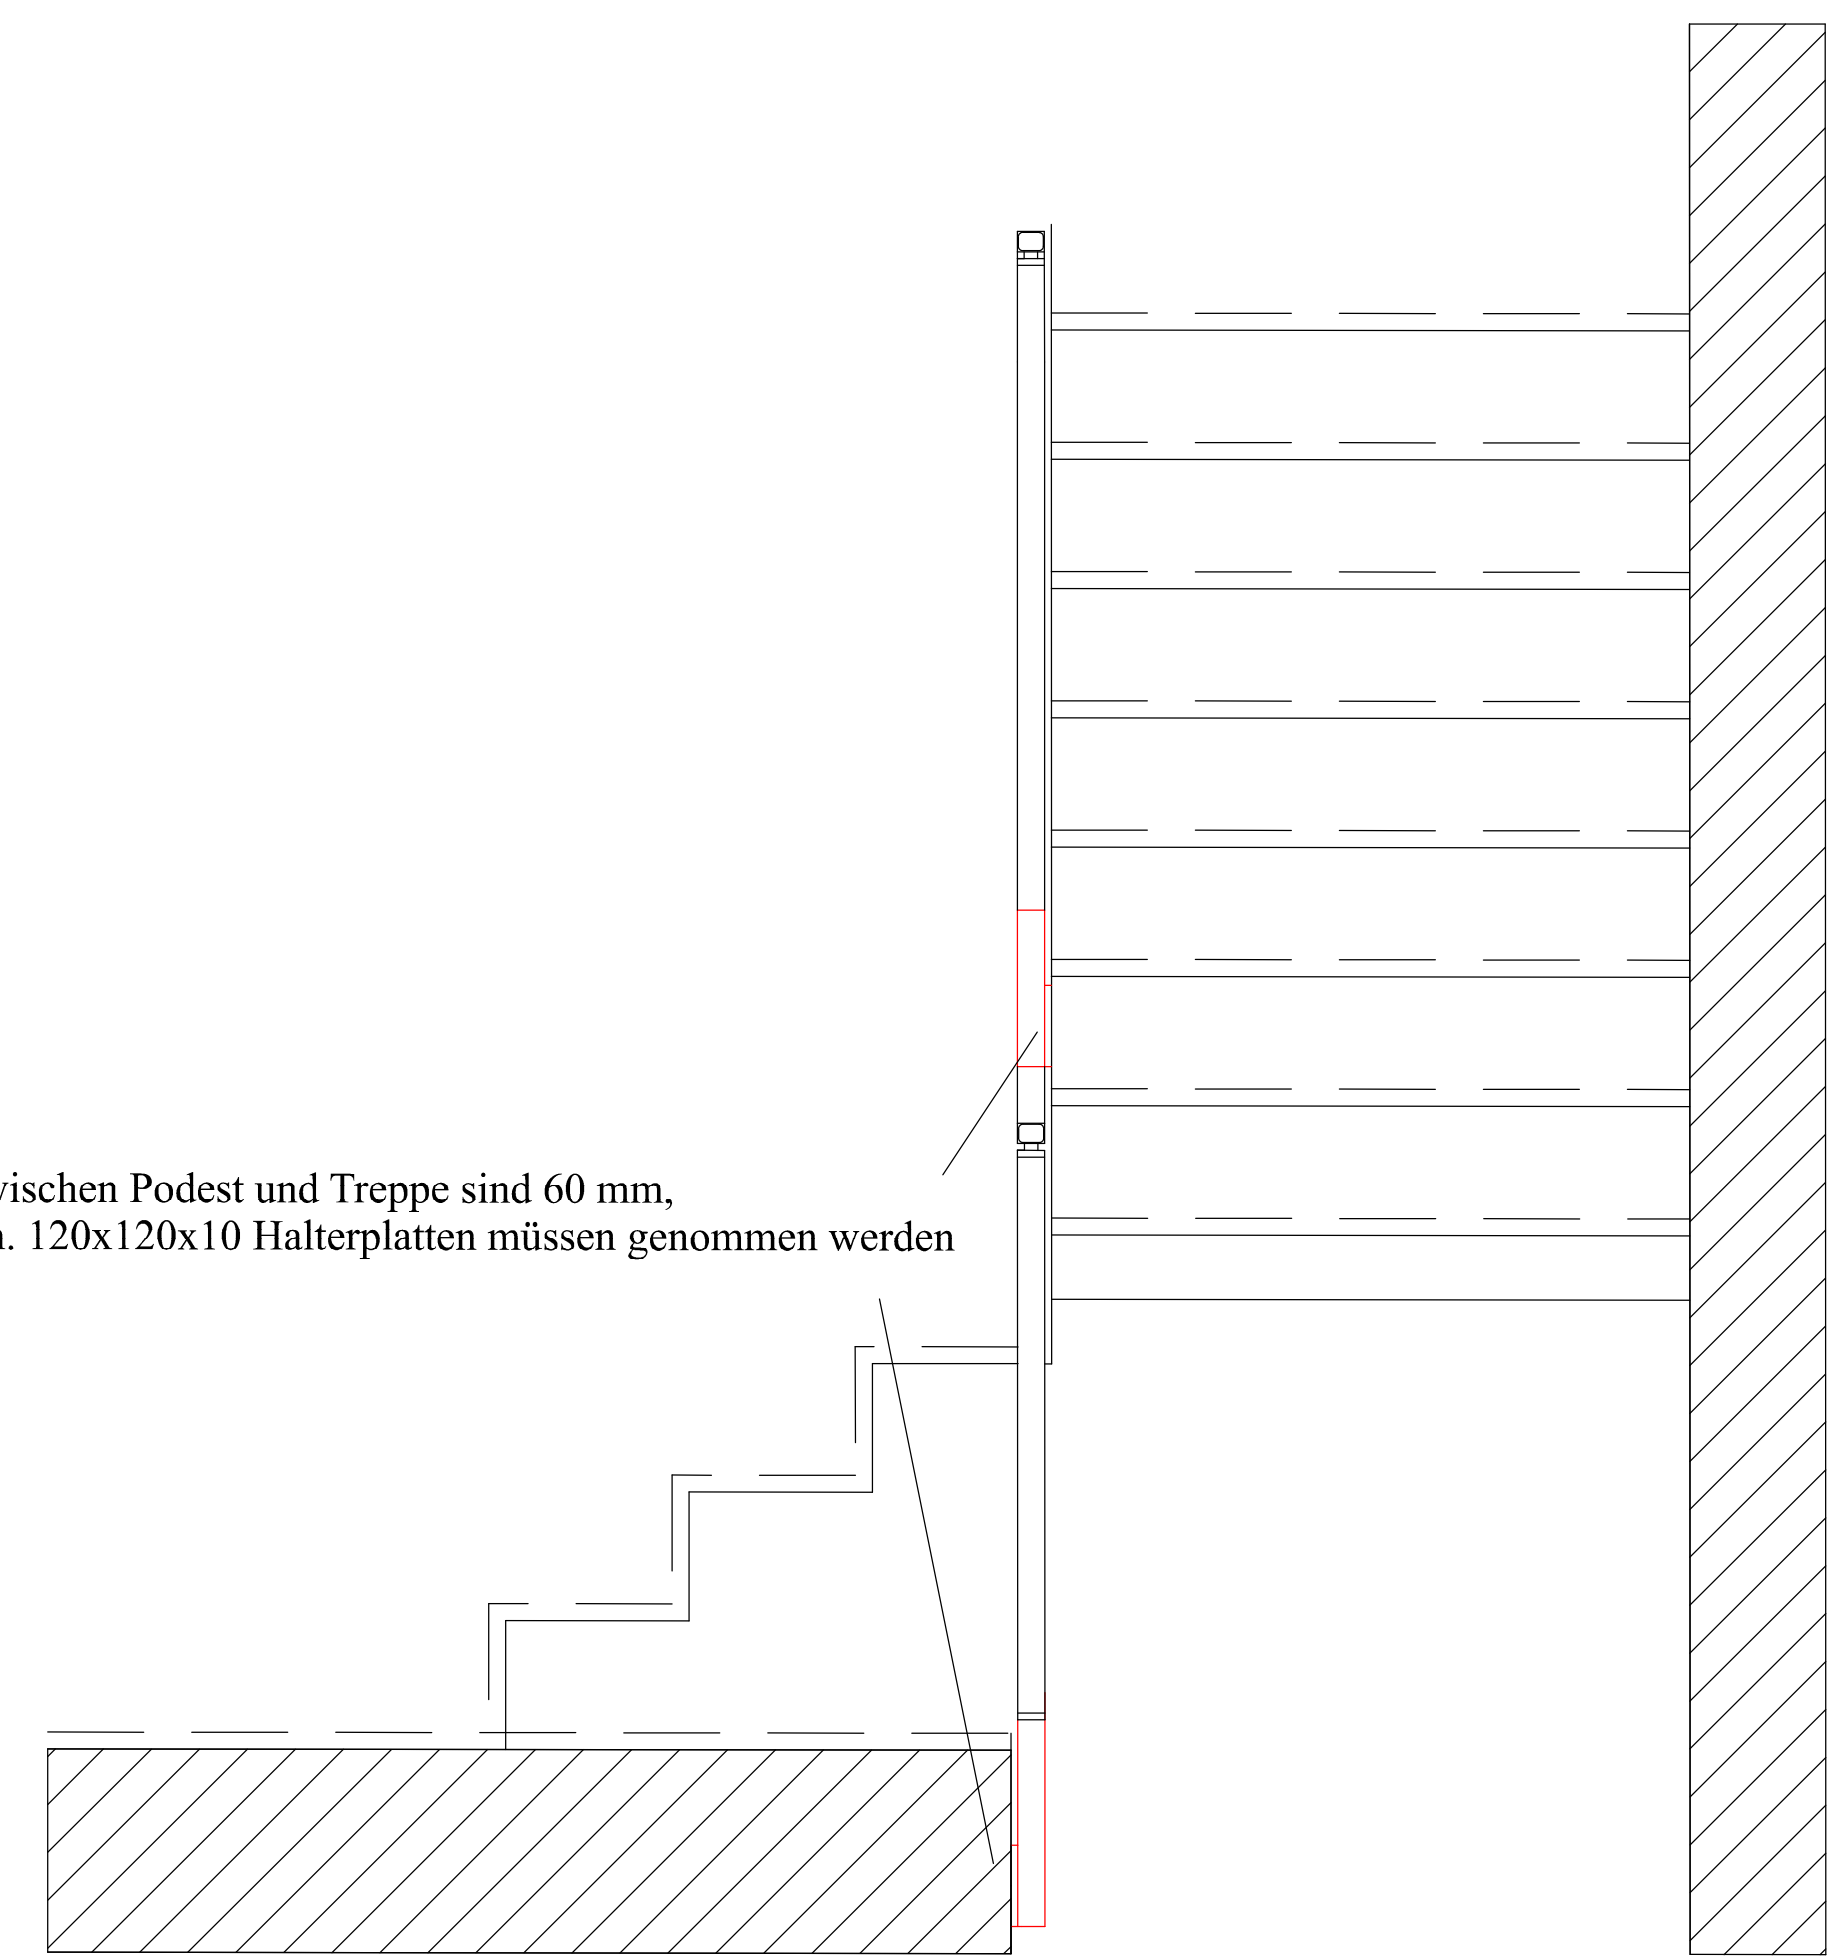 vischen Podest und Treppe sind 60 mm,
. 120x120x10 Halterplatten müssen genommen werden